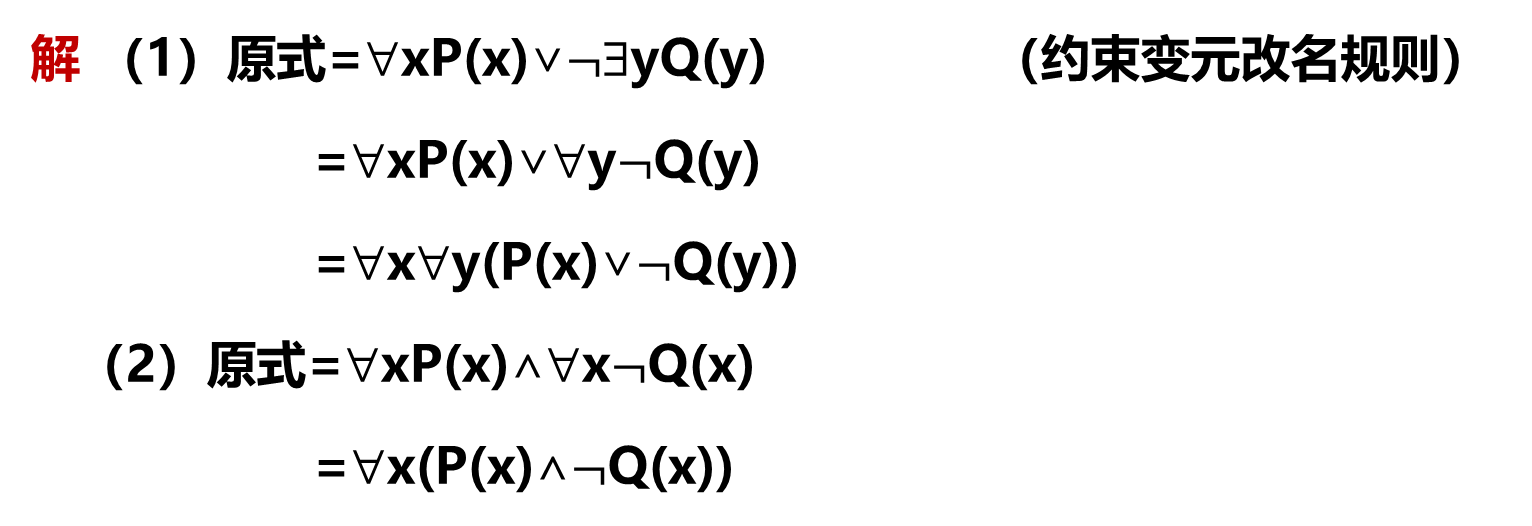 解 （1）原式=∀xP(x)∨¬∃yQ(y) （约束变元改名规则）
=∀xP(x)∨∀y¬Q(y)
=∀x∀y(P(x)∨¬Q(y))
（2）原式=∀xP(x)∧∀x¬Q(x)
=∀x(P(x)∧¬Q(x))